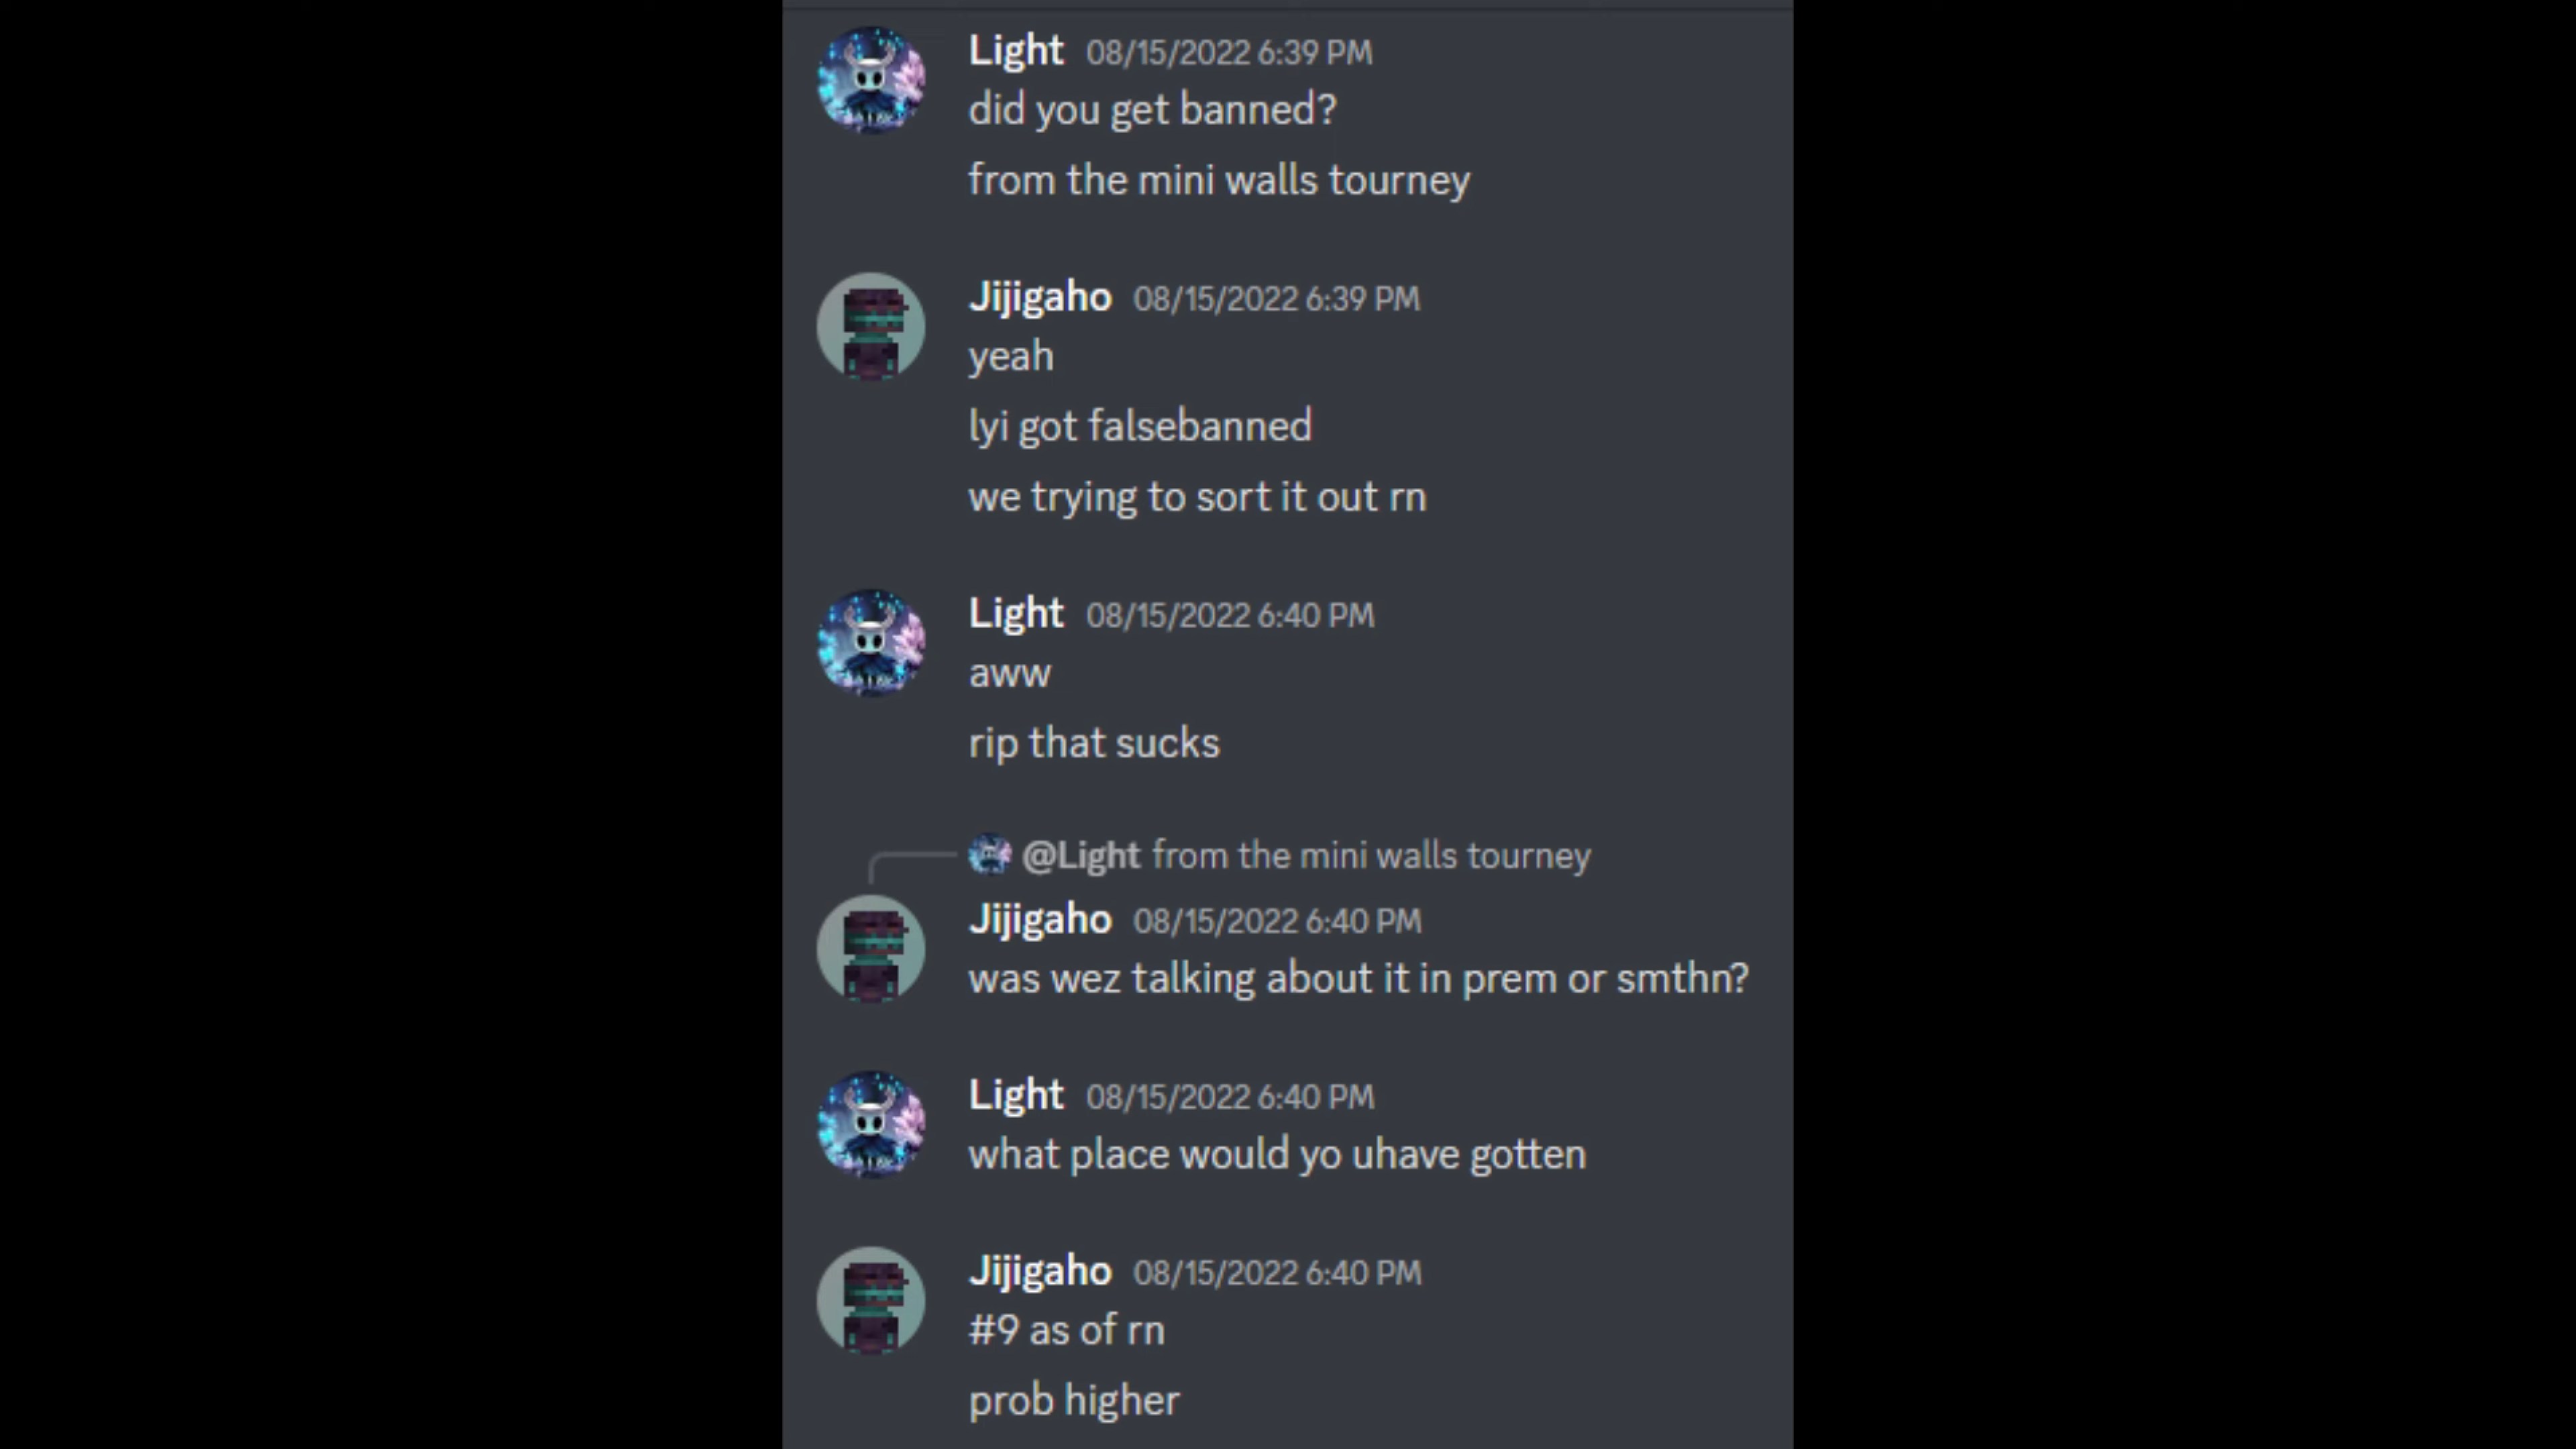 Light 08/15/2022 6:39 PM
did you get banned?
from the mini walls tourney
Jijigaho 08/15/2022 6:39 PM
yeah
lyi got falsebanned
we trying to sort it out rn
Light 08/15/2022 6:40 PM
aww
rip that sucks
@Light from the mini walls tourney
Jijigaho 08/15/2022 6:40 PM
was wez talking about it in prem or smthn?
Light 08/15/2022 6:40 PM
what place would yo uhave gotten
Jijigaho 08/15/2022 6:40 PM
#9 as of rn
prob higher